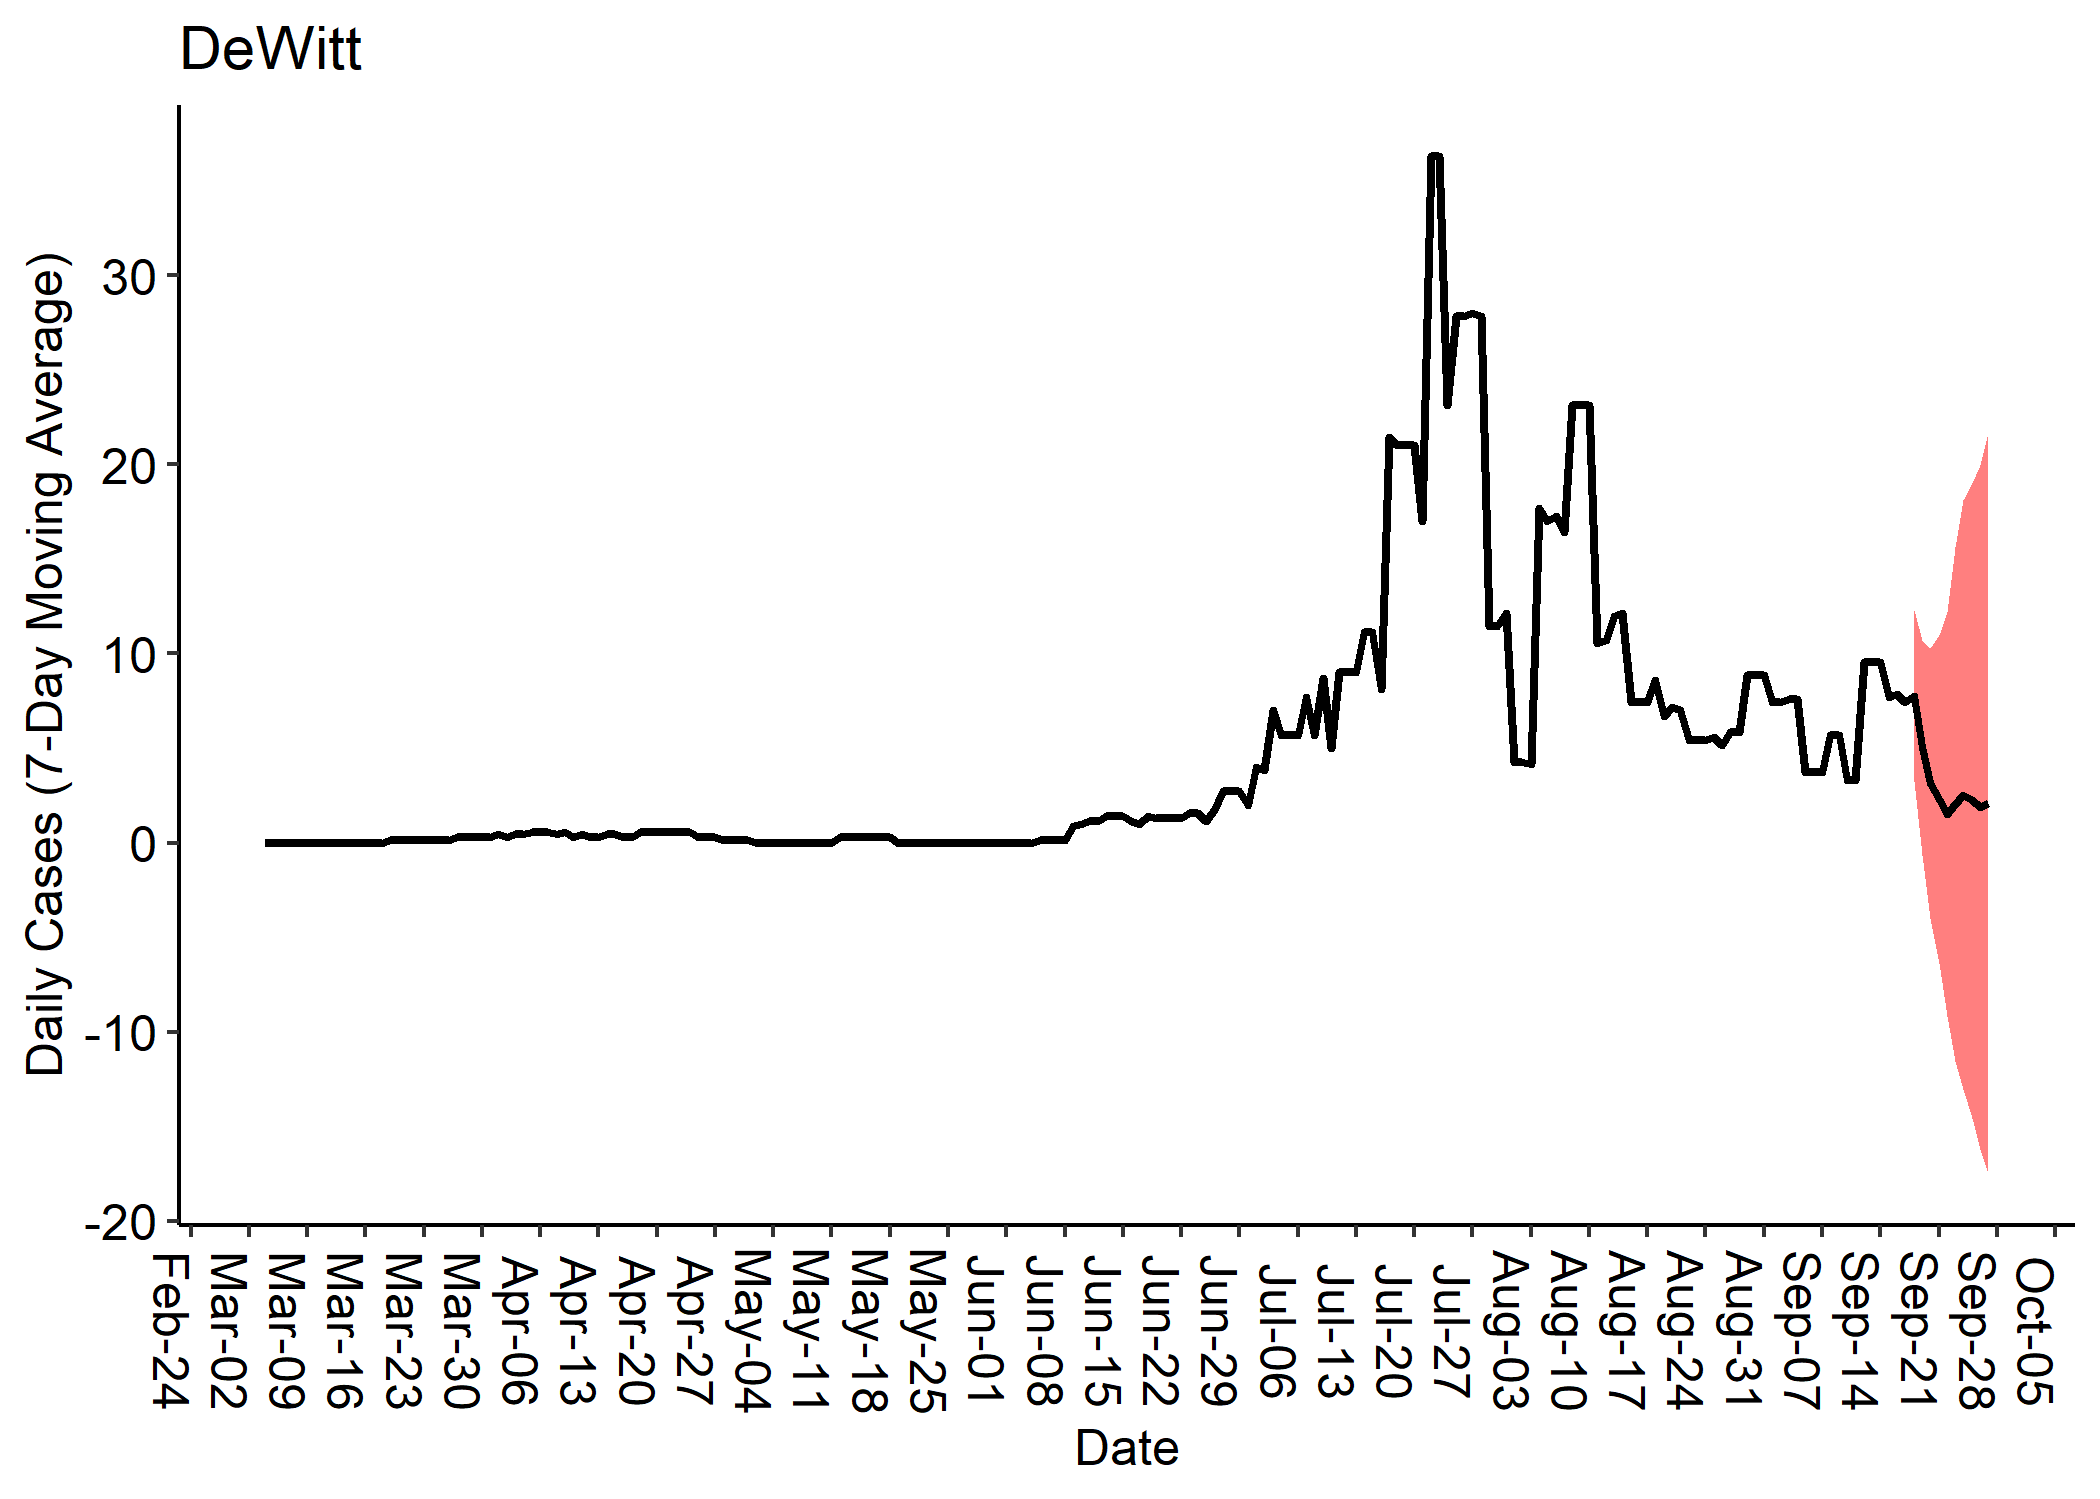 DeWitt
Daily Cases (7-Day Moving Average)
30
20
10
0
-10
-20
Feb-24
Mar-02
Mar-09
Mar-16
Mar-23
Mar-30
Apr-06
Apr-13
Apr-20
Apr-27
May-04
May-11
May-18
May-25
Jun-01
Jun-08
Jun-15
Jun-22
Jun-29
Jul-06
Jul-13
Jul-20
Jul-27
Aug-03
Aug-10
Aug-17
Aug-24
Aug-31
Sep-07
Sep-14
Sep-21
Sep-28
Oct-05
Date